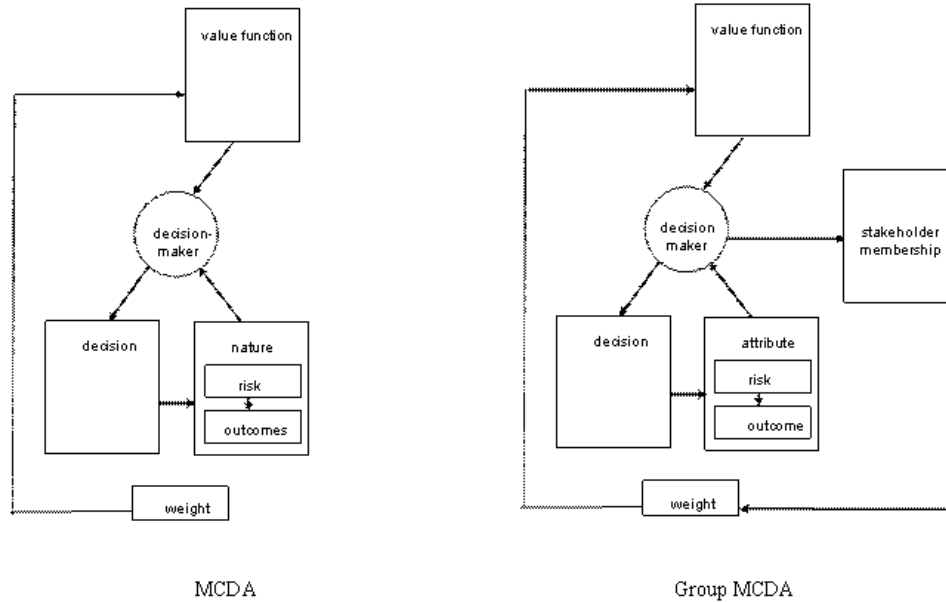 value function
decision-
maker
decision
nature
risk
outcomes
weight
MCDA
value function
decision
maker
stakeholder
membership
decision
attribute
risk
outcome
weight
Group MCDA